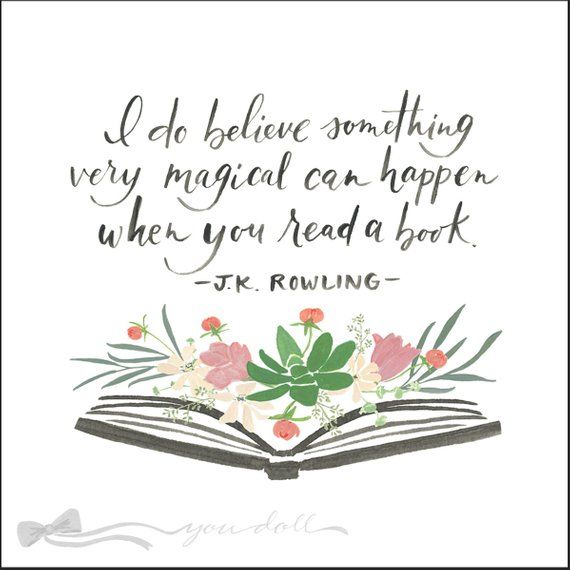 I do believe something
very magical can happen
when you read a book.
–J.K. ROWLING–
you doll